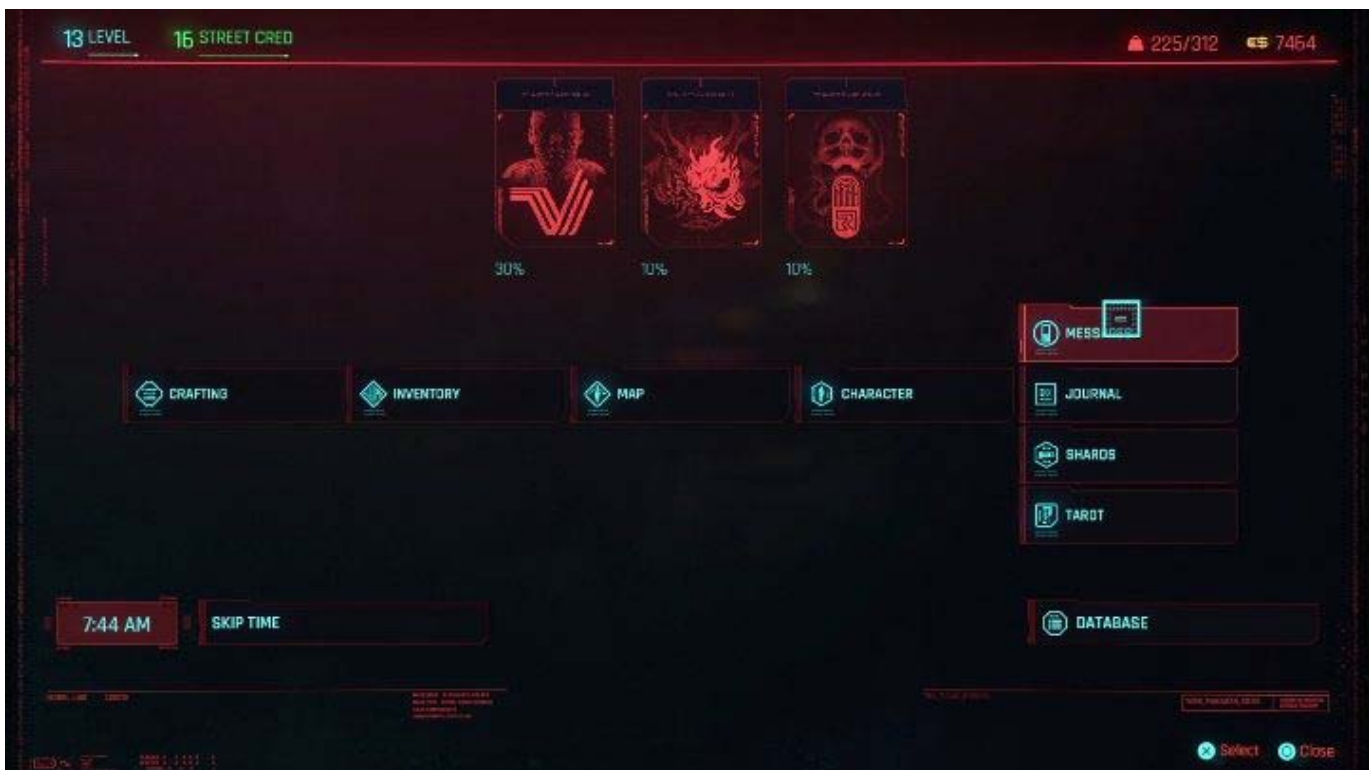 13 LEVEL
16 STREET CRED
225/312
7464
30%
10%
10%
MESSAGES
CRAFTING
INVENTORY
MAP
CHARACTER
JOURNAL
SHARDS
TAROT
7:44 AM
SKIP TIME
DATABASE
Select
Close